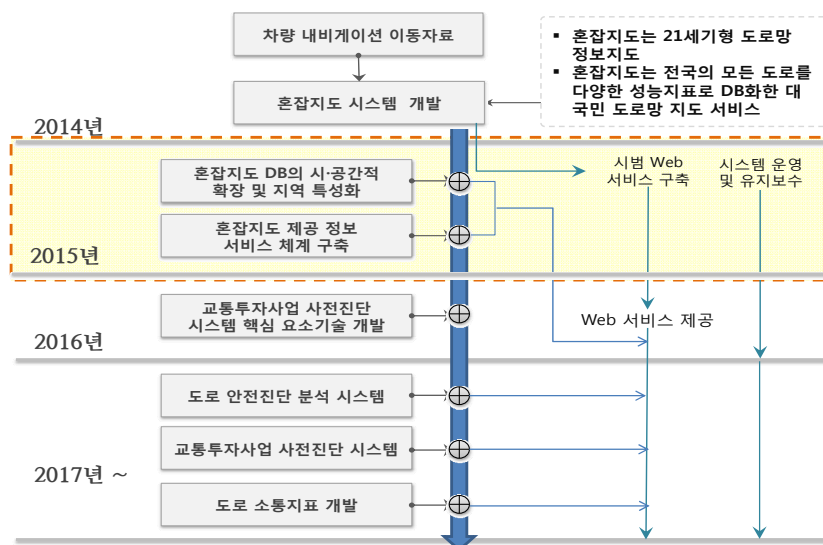 차량 내비게이션 이동자료
▪ 혼잡지도는 21세기형 도로망
정보지도
▪ 혼잡지도는 전국의 모든 도로를
다양한 성능지표로 DB화한 대
국민 도로망 지도 서비스
혼잡지도 시스템 개발
2014년
혼잡지도 DB의 시·공간적
확장 및 지역 특성화
시범 Web
서비스 구축
시스템 운영
및 유지보수
혼잡지도 제공 정보
서비스 체계 구축
2015년
교통투자사업 사전진단
시스템 핵심 요소기술 개발
Web 서비스 제공
2016년
도로 안전진단 분석 시스템
교통투자사업 사전진단 시스템
2017년 ~
도로 소통지표 개발